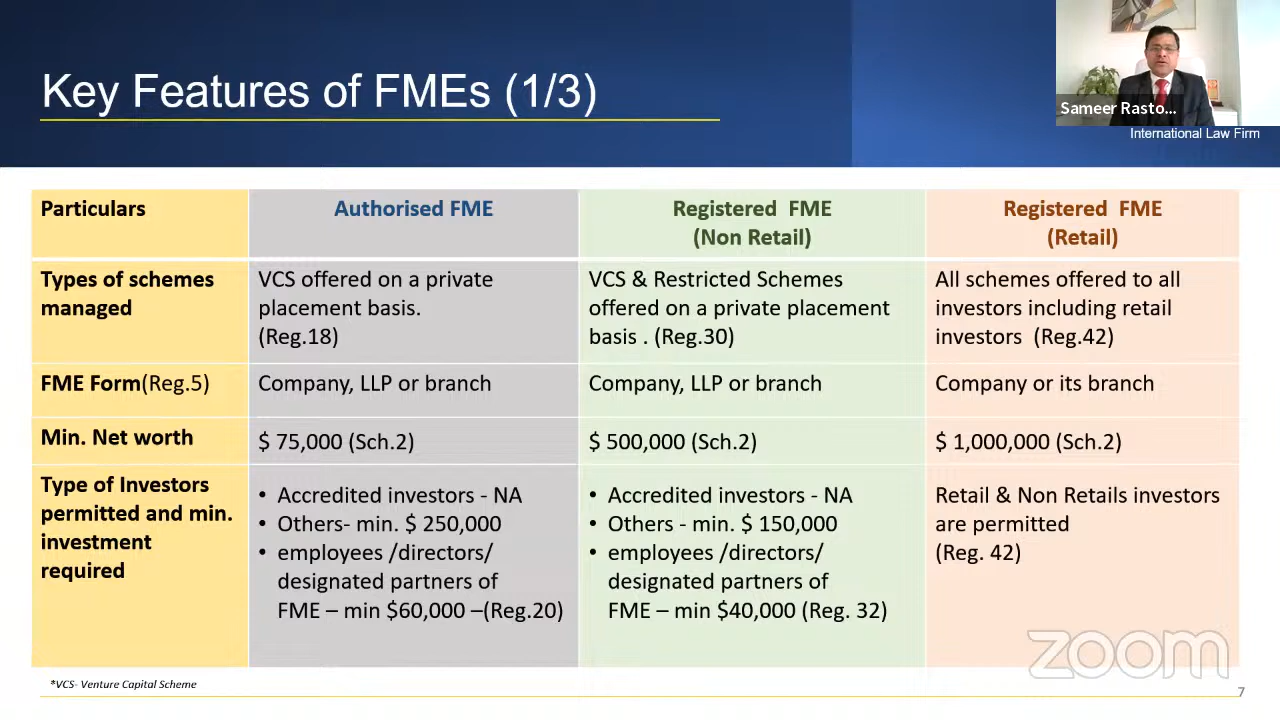 Key Features of FMEs (1/3)
Sameer Rasto...
International Law Firm
Particulars
Authorised FME
Registered FME
(Non Retail)
Registered FME
(Retail)
Types of schemes
managed
VCS offered on a private
placement basis.
(Reg.18)
VCS & Restricted Schemes
offered on a private placement
basis . (Reg.30)
All schemes offered to all
investors including retail
investors (Reg.42)
FME Form(Reg.5)
Company, LLP or branch
Company, LLP or branch
Company or its branch
Min. Net worth
$ 75,000 (Sch.2)
$ 500,000 (Sch.2)
$ 1,000,000 (Sch.2)
Type of Investors
permitted and min.
investment
required
• Accredited investors - NA
• Others- min. $ 250,000
• employees /directors/
designated partners of
FME – min $60,000 –(Reg.20)
• Accredited investors - NA
• Others - min. $ 150,000
• employees /directors/
designated partners of
FME – min $40,000 (Reg. 32)
Retail & Non Retails investors
are permitted
(Reg. 42)
zoom
*VCS- Venture Capital Scheme
7